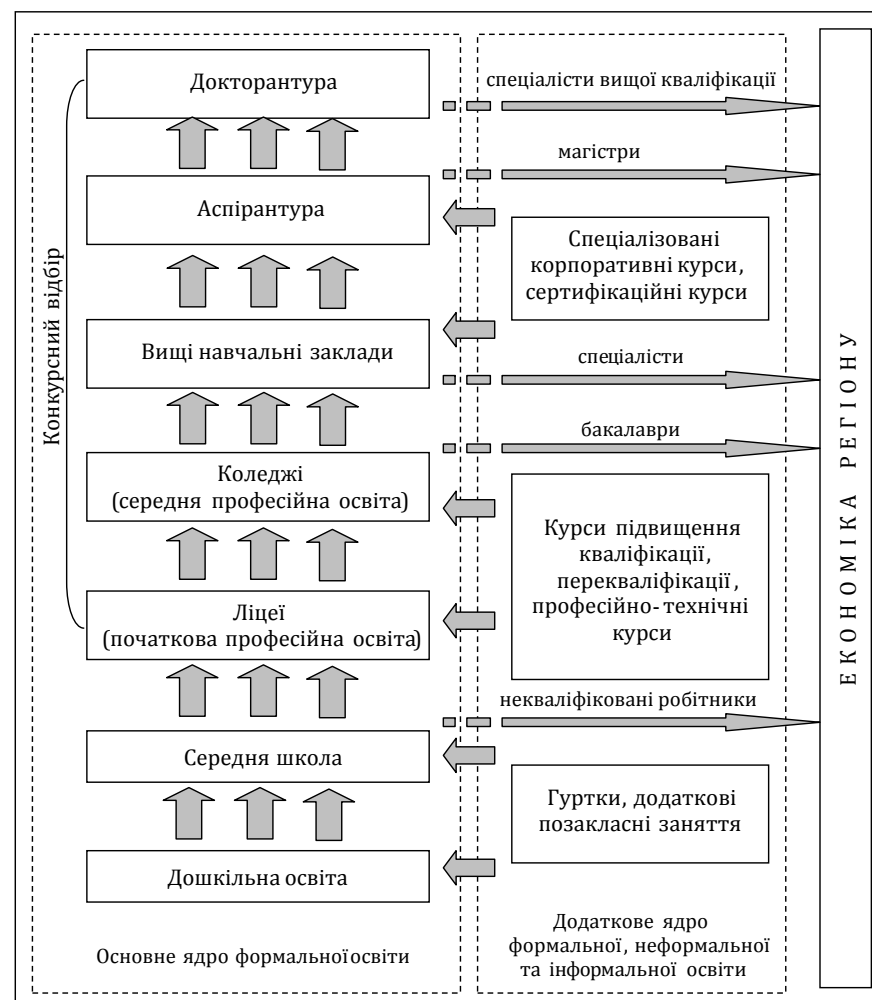 Докторантура
спеціалісти вищої кваліфікації
магістри
Аспірантура
Спеціалізовані
корпоративні курси,
сертифікаційні курси
Конкурсний відбір
Вищі навчальні заклади
спеціалісти
бакалаври
Коледжі
(середня професійна освіта)
Курси підвищення
кваліфікації,
перекваліфікації,
професійно-технічні
курси
Ліцеї
(початкова професійна освіта)
некваліфіковані робітники
Середня школа
Гуртки, додаткові
позакласні заняття
Дошкільна освіта
Основне ядро формальної освіти
Додаткове ядро
формальної, неформальної
та інформальної освіти
ЕКОНОМІКА РЕГІОНУ